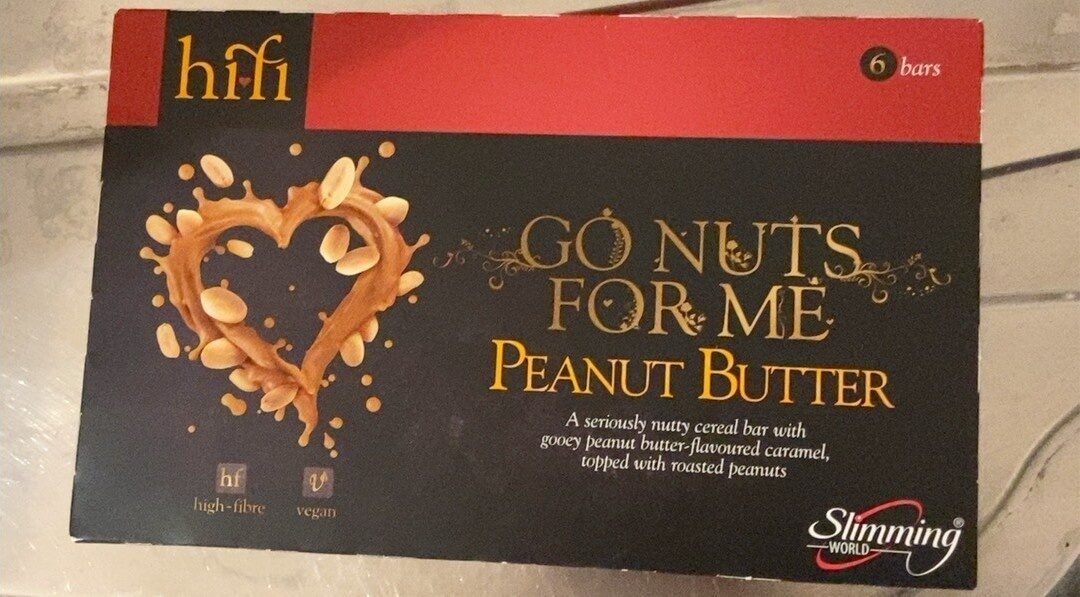 hifi
6 bars
GO NUTS
FOR ME
PEANUT BUTTER
A seriously nutty cereal bar with
gooey peanut butter-flavoured caramel,
topped with roasted peanuts
hf
high-fibre
v
vegan
Slimming®
WORLD